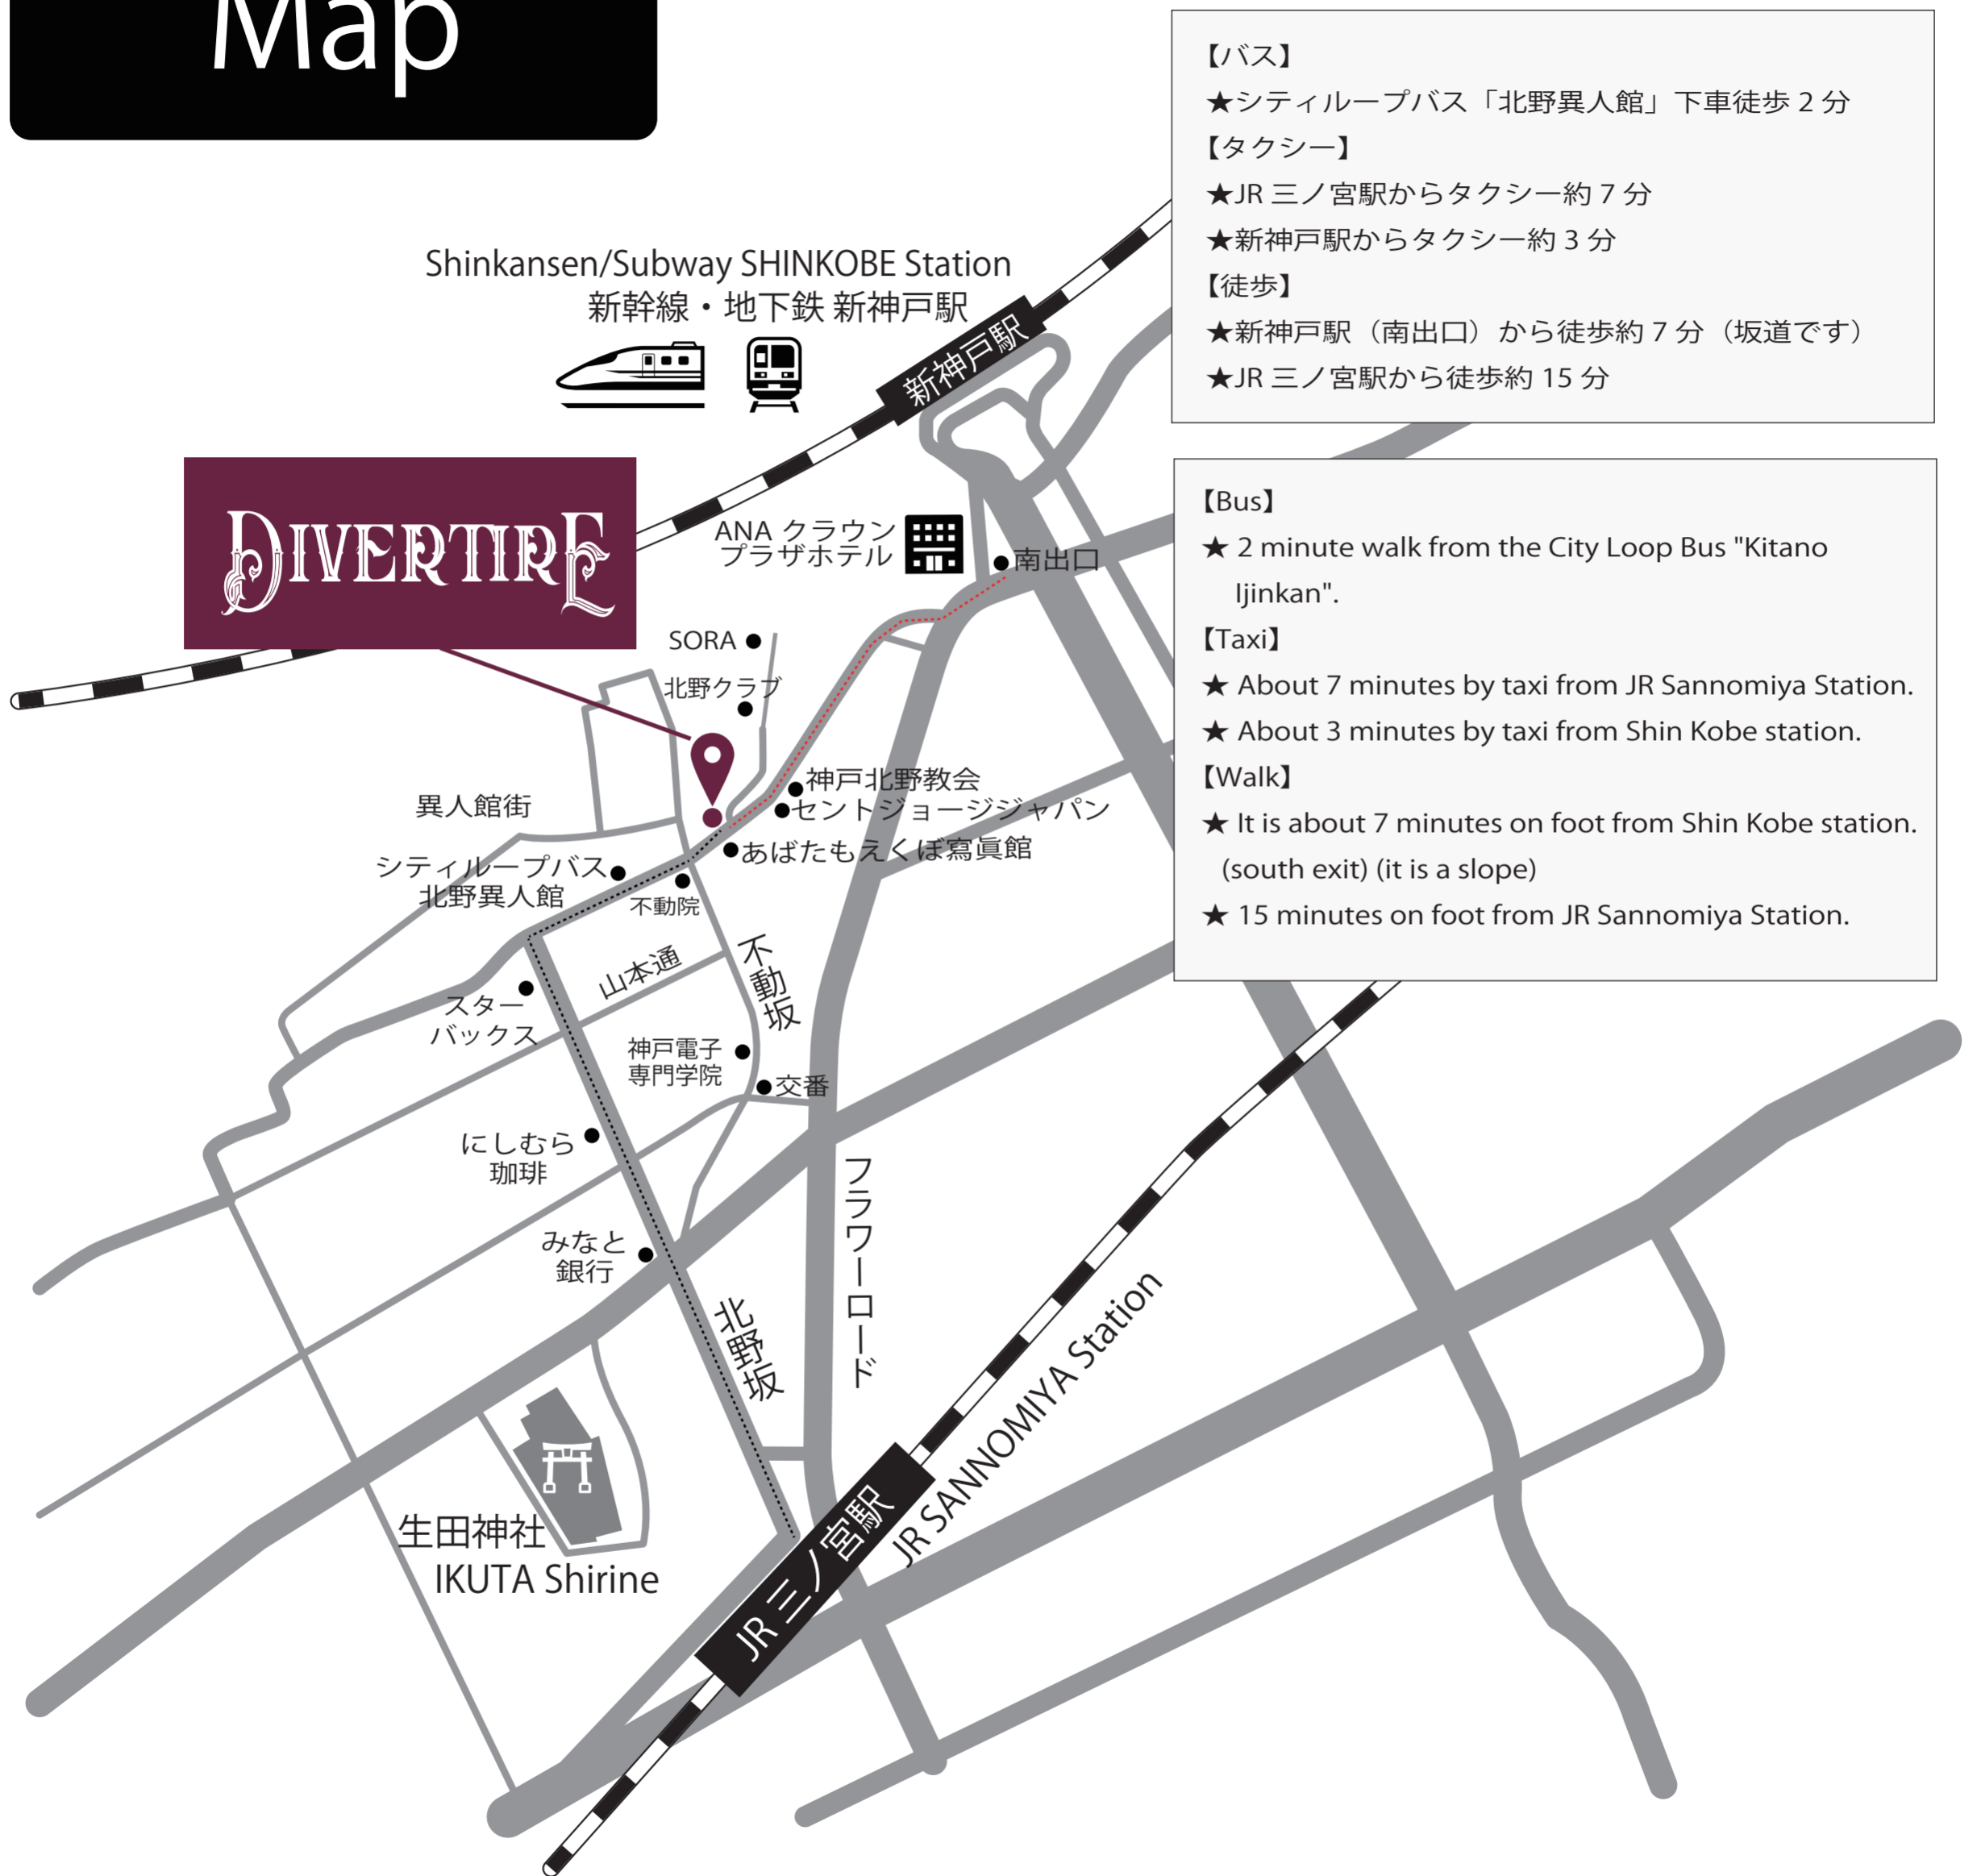 Map
【バス】
★シティループバス「北野異人館」下車徒歩 2 分
【タクシー】
★JR 三ノ宮駅からタクシー約 7 分
★新神戸駅からタクシー約 3 分
【徒歩】
★新神戸駅（南出口）から徒歩約 7 分（坂道です）
★JR 三ノ宮駅から徒歩約 15 分
Shinkansen/Subway SHINKOBE Station
新幹線・地下鉄 新神戸駅
新神戸駅
【Bus】
★ 2 minute walk from the City Loop Bus "Kitano
Ijinkan".
【Taxi】
★ About 7 minutes by taxi from JR Sannomiya Station.
★ About 3 minutes by taxi from Shin Kobe station.
【Walk】
★ It is about 7 minutes on foot from Shin Kobe station.
(south exit) (it is a slope)
★ 15 minutes on foot from JR Sannomiya Station.
DIVERTIRE
ANA クラウン
プラザホテル
南出口
SORA
北野クラブ
神戸北野教会
セントジョージジャパン
異人館街
あばたもえくぼ寫眞館
シティループバス
北野異人館
不動院
山本通
不動坂
スター
バックス
神戸電子
専門学院
交番
にしむら
珈琲
フラワーロード
みなと
銀行
北野坂
JR SANNOMIYA Station
JR 三ノ宮駅
生田神社
IKUTA Shirine